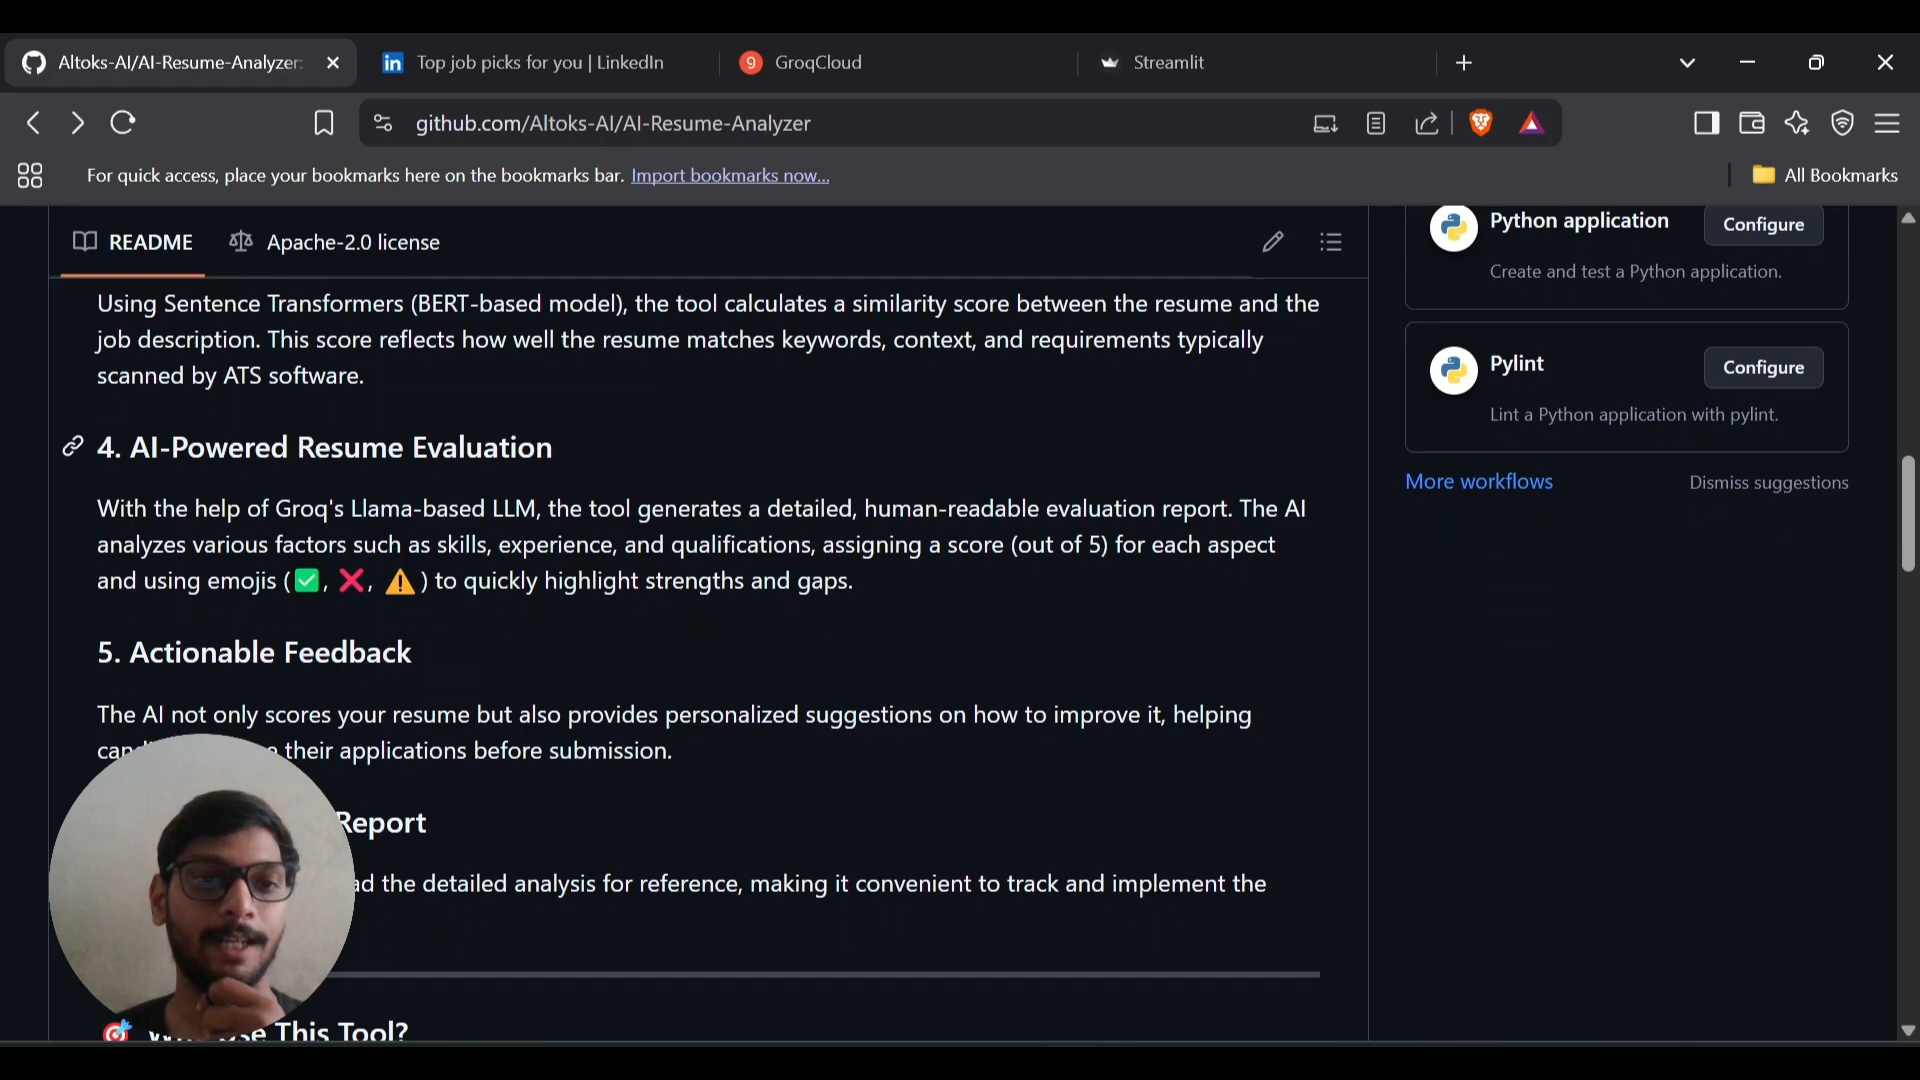 Altoks-AI/AI-Resume-Analyzer:
Top job picks for you | LinkedIn
GroqCloud
Streamlit
github.com/Altoks-AI/AI-Resume-Analyzer
For quick access, place your bookmarks here on the bookmarks bar. Import bookmarks now...
All Bookmarks
README
Apache-2.0 license
Using Sentence Transformers (BERT-based model), the tool calculates a similarity score between the resume and the
job description. This score reflects how well the resume matches keywords, context, and requirements typically
scanned by ATS software.
4. AI-Powered Resume Evaluation
With the help of Groq's Llama-based LLM, the tool generates a detailed, human-readable evaluation report. The AI
analyzes various factors such as skills, experience, and qualifications, assigning a score (out of 5) for each aspect
and using emojis (✅, ❌, ⚠️) to quickly highlight strengths and gaps.
5. Actionable Feedback
The AI not only scores your resume but also provides personalized suggestions on how to improve it, helping
their applications before submission.
Report
the detailed analysis for reference, making it convenient to track and implement the
🎯 This Tool?
Python application
Configure
Create and test a Python application.
Pylint
Configure
Lint a Python application with pylint.
More workflows
Dismiss suggestions